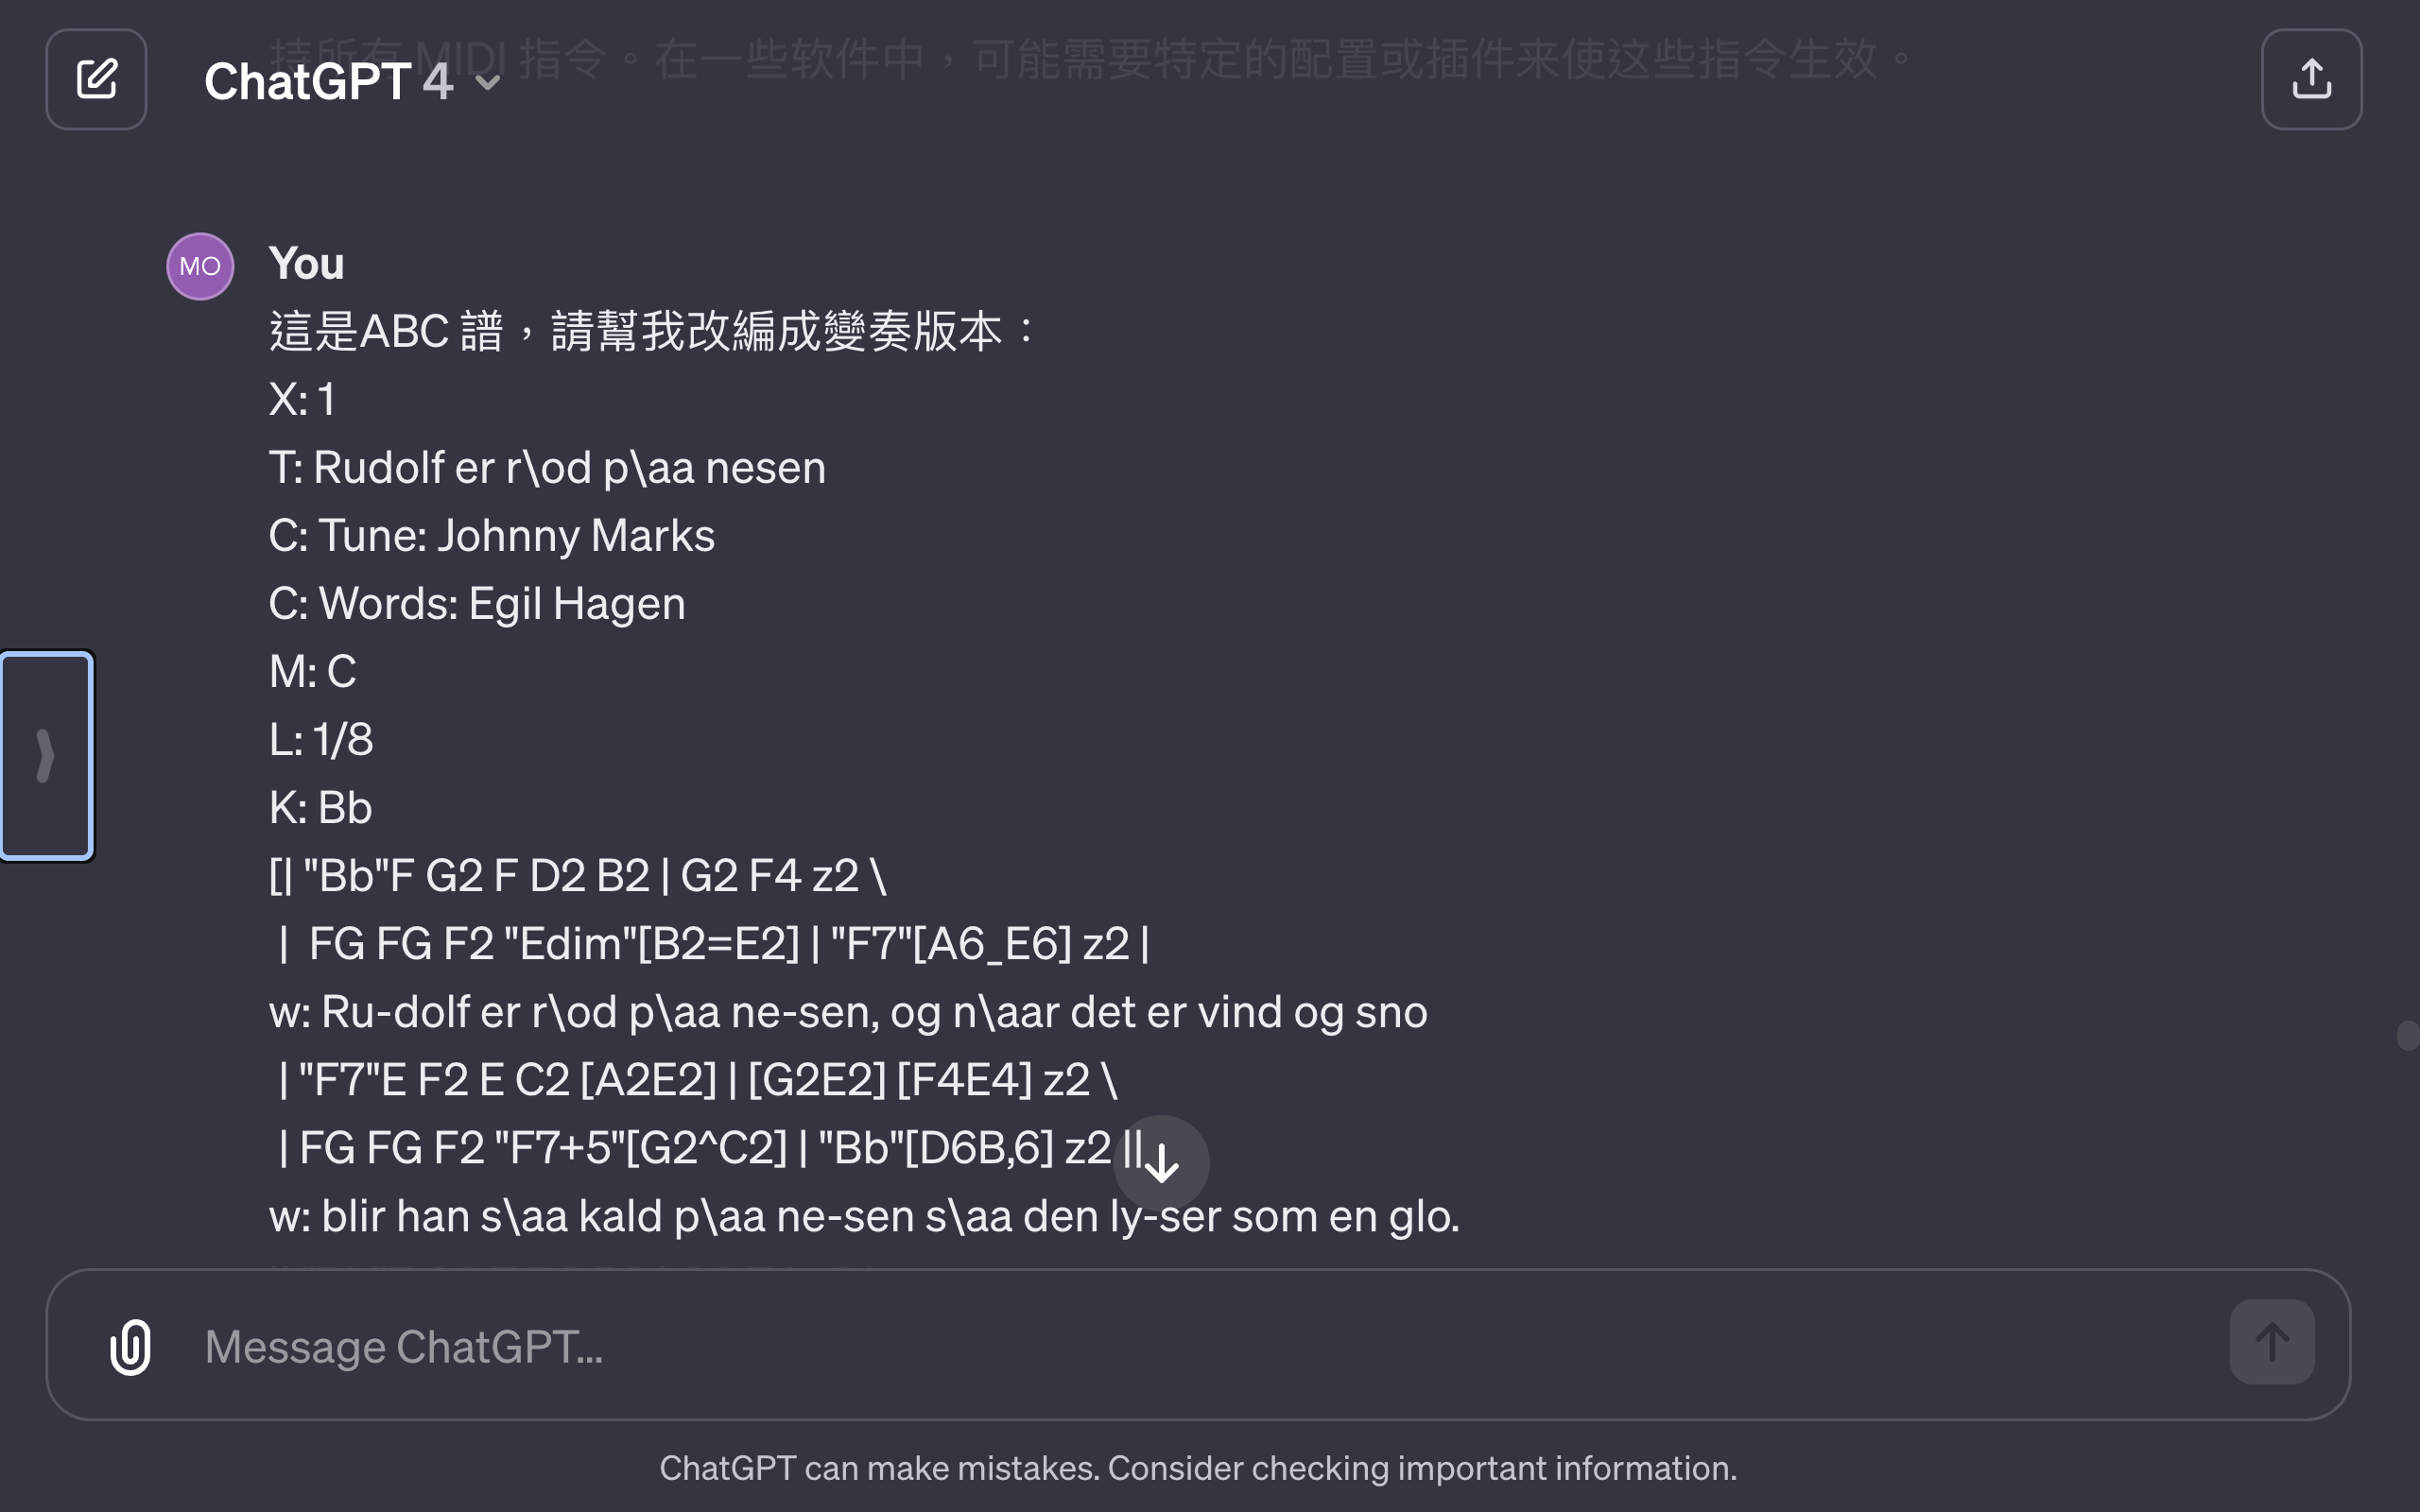 持所有 MIDI 指令。在一些軟件中，可能需要特定的配置或插件來使這些指令生效。
ChatGPT 4
MO
You
這是ABC 譜，請幫我改編成變奏版本：
X: 1
T: Rudolf er r\od p\aa nesen
C: Tune: Johnny Marks
C: Words: Egil Hagen
M: C
L: 1/8
K: Bb
[| "Bb"F G2 F D2 B2 | G2 F4 z2 \
|  FG FG F2 "Edim"[B2=E2] | "F7"[A6_E6] z2 |
w: Ru-dolf er r\od p\aa ne-sen, og n\aar det er vind og sno
| "F7"E F2 E C2 [A2E2] | [G2E2] [F4E4] z2 \
| FG FG F2 "F7+5"[G2^C2] | "Bb"[D6B,6] z2 ||
w: blir han s\aa kald p\aa ne-sen s\aa den ly-ser som en glo.
Message ChatGPT...
ChatGPT can make mistakes. Consider checking important information.